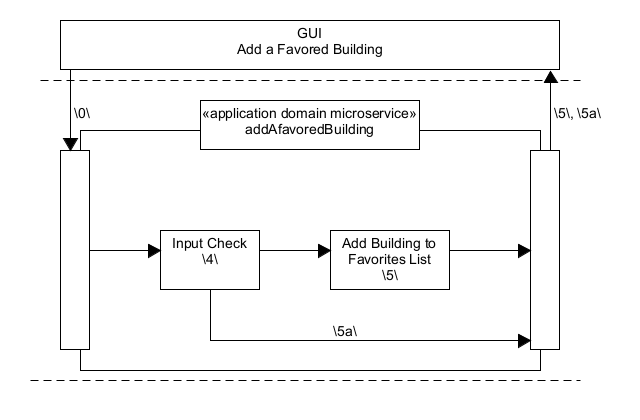 GUI
Add a Favored Building
\0\
\5\, \5a\
«application domain microservice»
addAfavoredBuilding
Input Check
\4\
Add Building to
Favorites List
\5\
\5a\